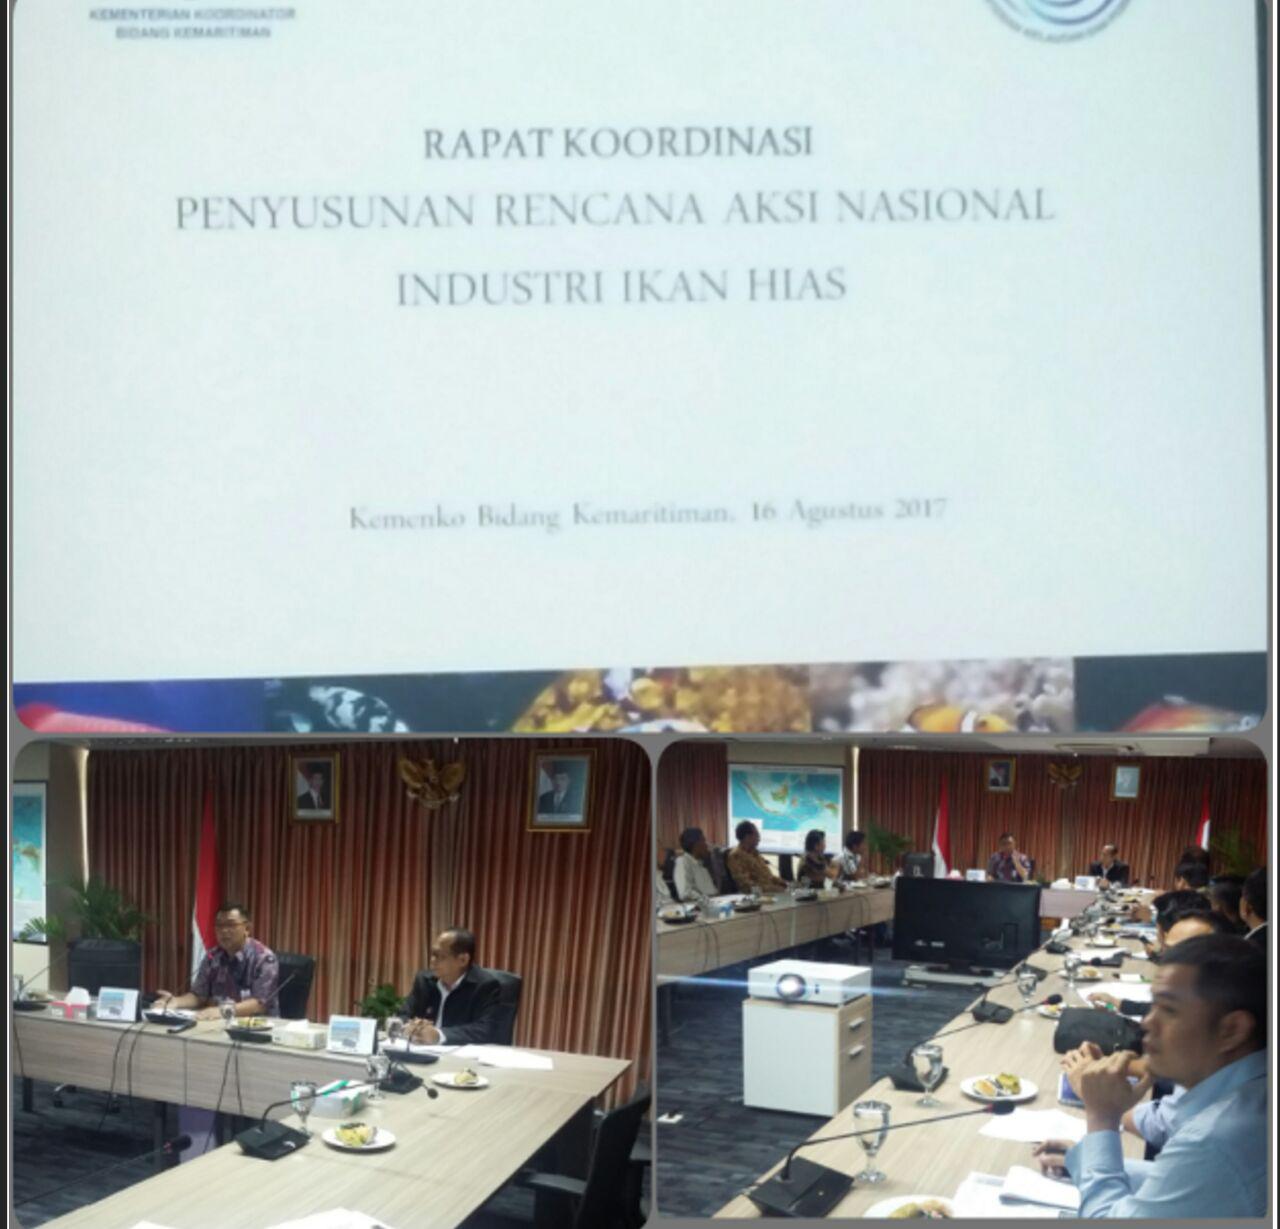 KEMENTERIAN KOORDINATOR
BIDANG KEMARITIMAN
RAPAT KOORDINASI
PENYUSUNAN RENCANA AKSI NASIONAL
INDUSTRI IKAN HIAS
Kemenko Bidang Kemaritiman, 16 Agustus 2017